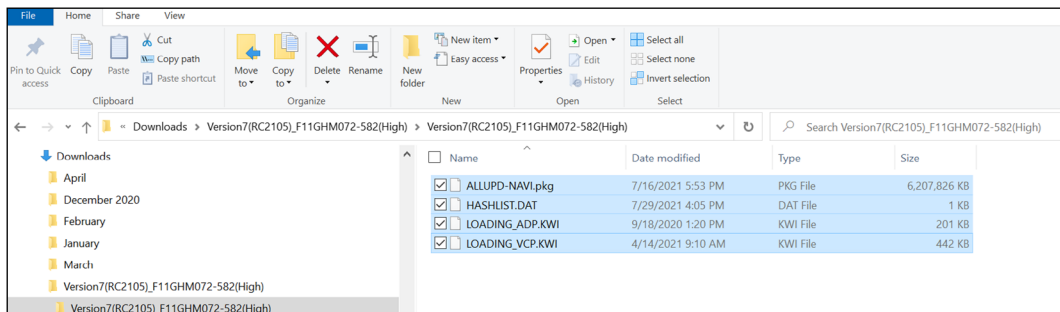 File Home Share View
Pin to Quick access Copy Paste Cut Copy path Paste shortcut Move to Copy to Delete Rename New folder New item Easy access Properties Open Edit History Select all Select none Invert selection
Clipboard Organize New Open Select
« Downloads > Version7(RC2105)_F11GHM072-582(High) > Version7(RC2105)_F11GHM072-582(High) Search Version7(RC2105)_F11GHM072-582(High)
Downloads
April
December 2020
February
January
March
Version7(RC2105)_F11GHM072-582(High)
Version7(RC2105)_F11GHM072-582(High)
Name Date modified Type Size
ALLUPD-NAVI.pkg 7/16/2021 5:53 PM PKG File 6,207,826 KB
HASHLIST.DAT 7/29/2021 4:05 PM DAT File 1 KB
LOADING_ADP.KWI 9/18/2020 1:20 PM KWI File 201 KB
LOADING_VCP.KWI 4/14/2021 9:10 AM KWI File 442 KB